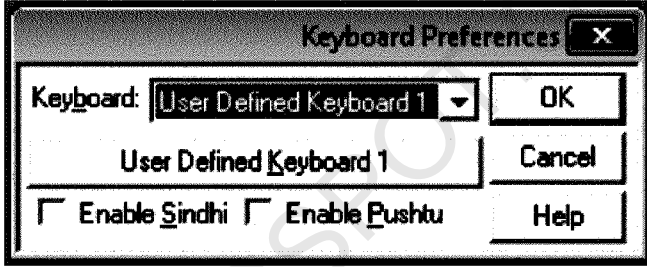 Keyboard Preferences
Keyboard: User Defined Keyboard 1 OK
User Defined Keyboard 1 Cancel
Enable Sindhi Enable Pushtu Help